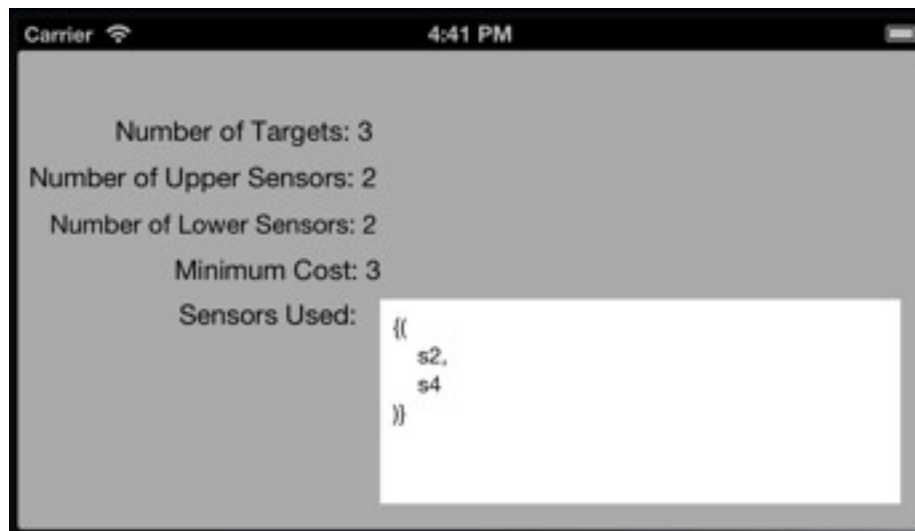 Carrier 4:41 PM
Number of Targets: 3
Number of Upper Sensors: 2
Number of Lower Sensors: 2
Minimum Cost: 3
Sensors Used:
{(
s2,
s4
)}